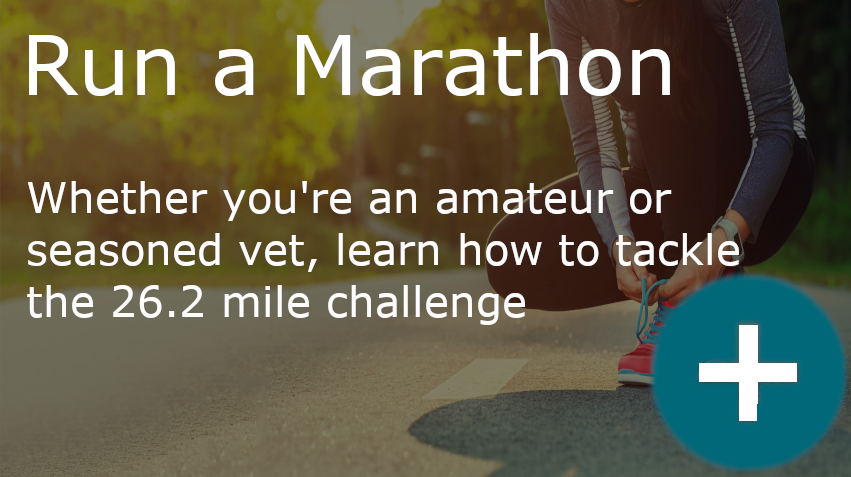 Run a Marathon
Whether you're an amateur or
seasoned vet, learn how to tackle
the 26.2 mile challenge